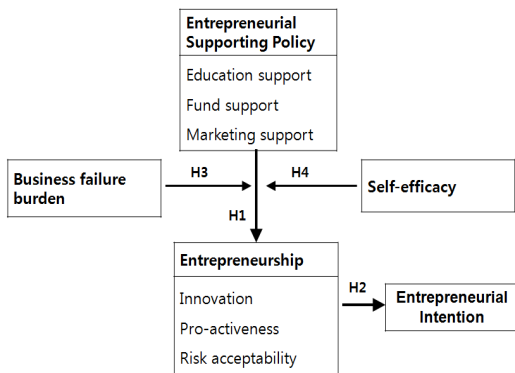 Entrepreneurial
Supporting Policy
Education support
Fund support
Marketing support
Business failure
burden
H3
H4
Self-efficacy
H1
Entrepreneurship
Innovation
Pro-activeness
Risk acceptability
H2
Entrepreneurial
Intention